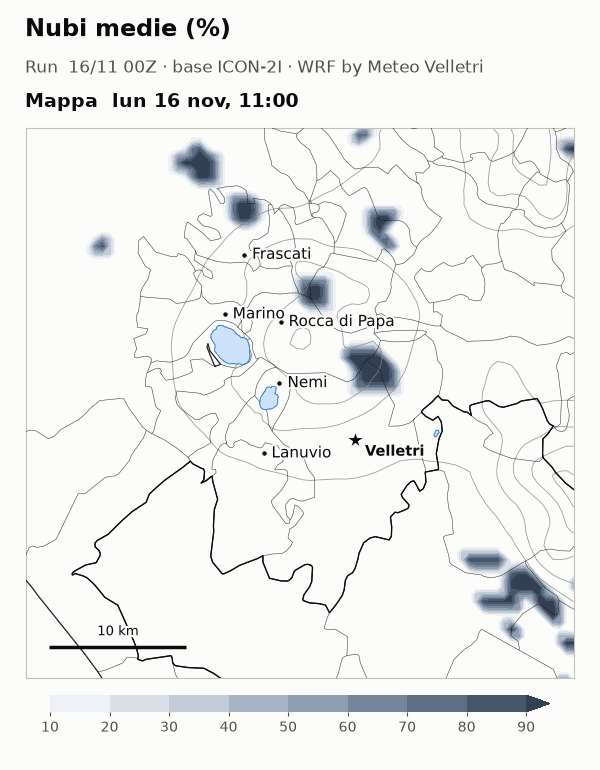 Nubi medie (%)
Run  16/11 00Z · base ICON-2I · WRF by Meteo Velletri
Mappa  lun 16 nov, 11:00
Frascati
Marino
Rocca di Papa
Nemi
Velletri
Lanuvio
10 km
10 20 30 40 50 60 70 80 90